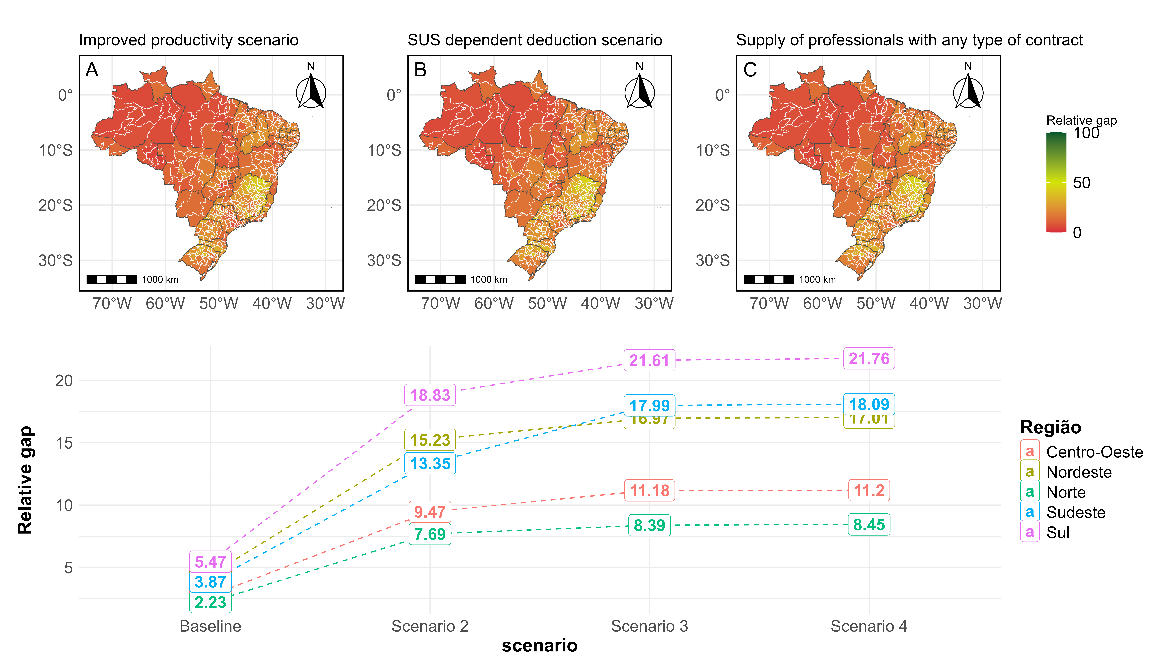 Improved productivity scenario
SUS dependent deduction scenario
Supply of professionals with any type of contract
A
N
0°
10°S
20°S
30°S
1000 km
70°W 60°W 50°W 40°W 30°W
B
N
0°
10°S
20°S
30°S
1000 km
70°W 60°W 50°W 40°W 30°W
C
N
0°
10°S
20°S
30°S
1000 km
70°W 60°W 50°W 40°W 30°W
Relative gap
100
50
0
Relative gap
20
15
10
5
21.61
21.76
18.83
17.99
18.09
16.97
17.01
15.23
13.35
11.18
11.2
9.47
7.69
8.39
8.45
5.47
3.87
2.23
Baseline Scenario 2 Scenario 3 Scenario 4
scenario
Região
a Centro-Oeste
a Nordeste
a Norte
a Sudeste
a Sul